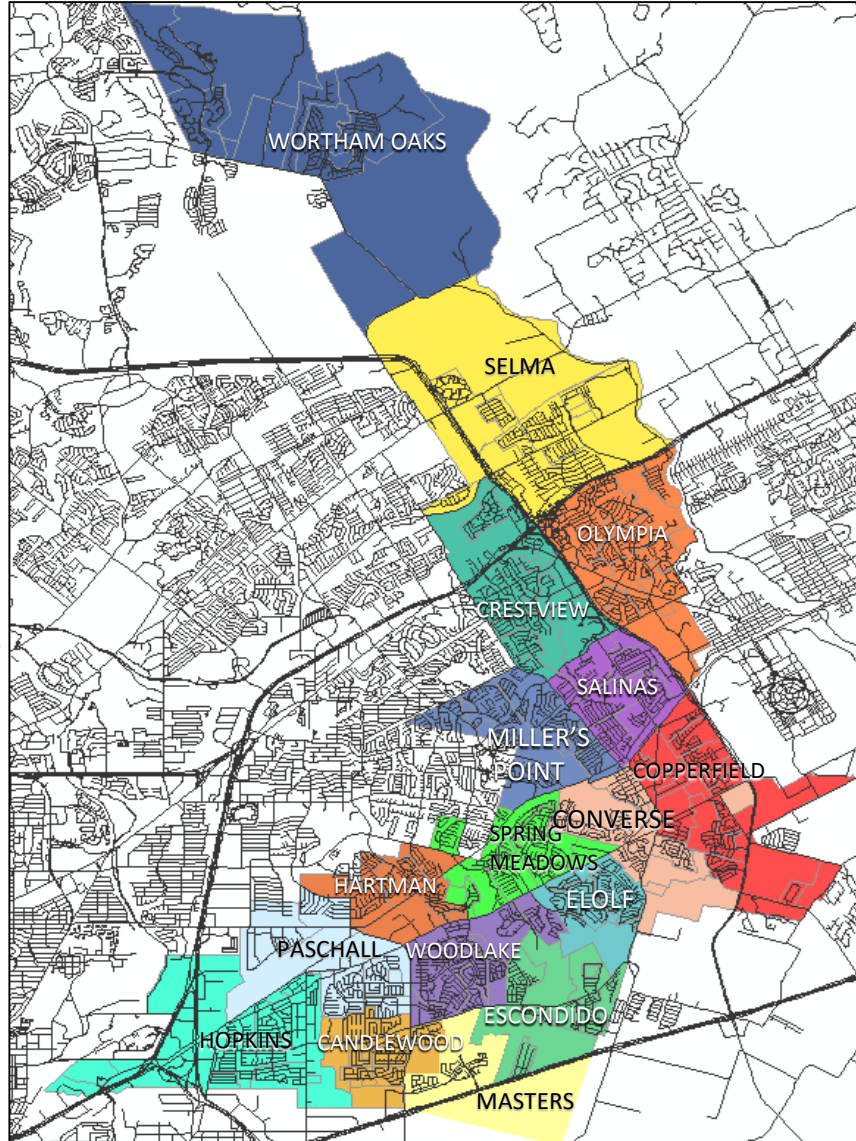 WORTHAM OAKS
SELMA
OLYMPIA
CRESTVIEW
SALINAS
MILLER'S
POINT
COPPERFIELD
CONVERSE
SPRING
MEADOWS
HARTMAN
ELOLF
PASCHALL
WOODLAKE
ESCONDIDO
HOPKINS
CANDLEWOOD
MASTERS